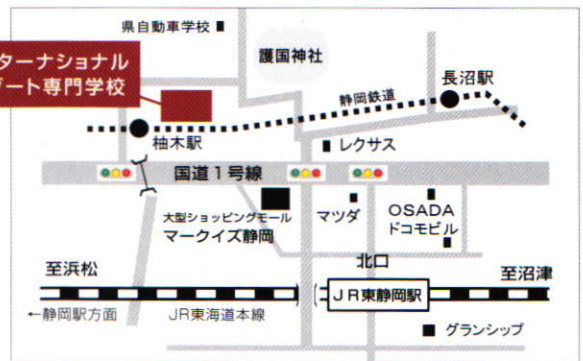 県自動車学校
護国神社
ターナショナル
ート専門学校
長沼駅
静岡鉄道
柚木駅
レクサス
国道1号線
大型ショッピングモール
マークイズ静岡
マツダ
OSADA
ドコモビル
北口
至浜松
JR東静岡駅
至沼津
←静岡駅方面
JR東海道本線
グランシップ